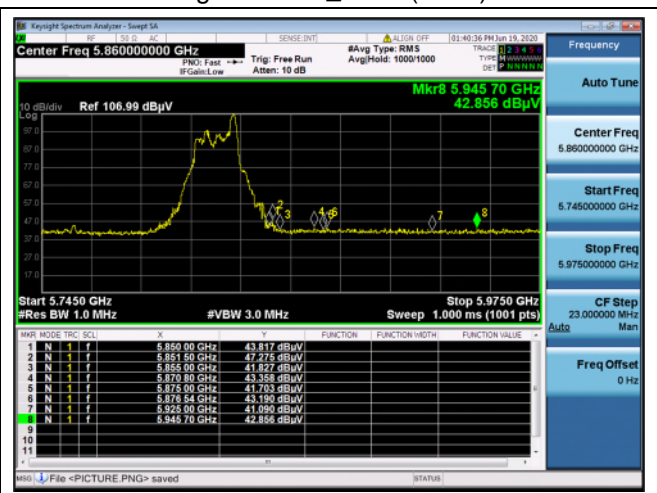 Keysight Spectrum Analyzer - Swept SA
RF 50 Ω AC SENSE:INT ALIGN OFF 01:40:36 PM Jun 19, 2020
Center Freq 5.860000000 GHz
PNO: Fast
IFGain:Low
Trig: Free Run
Atten: 10 dB
#Avg Type: RMS
Avg|Hold: 1000/1000
TRACE 1 2 3 4 5 6
TYPE M WWWWW
DET P N N N N N
Mkr8 5.945 70 GHz
42.856 dBµV
10 dB/div Ref 106.99 dBµV
Log
97.0
87.0
77.0
67.0
57.0
47.0
37.0
27.0
17.0
2
3
7
8
Start 5.7450 GHz Stop 5.9750 GHz
#Res BW 1.0 MHz #VBW 3.0 MHz Sweep 1.000 ms (1001 pts)
MKR MODE TRC SCL X Y FUNCTION FUNCTION WIDTH FUNCTION VALUE
1 N 1 f 5.850 00 GHz 43.817 dBµV
2 N 1 f 5.851 50 GHz 47.275 dBµV
3 N 1 f 5.855 00 GHz 41.827 dBµV
4 N 1 f 5.870 80 GHz 43.358 dBµV
5 N 1 f 5.875 00 GHz 41.703 dBµV
6 N 1 f 5.876 54 GHz 43.190 dBµV
7 N 1 f 5.925 00 GHz 41.090 dBµV
8 N 1 f 5.945 70 GHz 42.856 dBµV
9
10
11
MSG File <PICTURE.PNG> saved STATUS
Frequency
Auto Tune
Center Freq
5.860000000 GHz
Start Freq
5.745000000 GHz
Stop Freq
5.975000000 GHz
CF Step
23.000000 MHz
Auto Man
Freq Offset
0 Hz